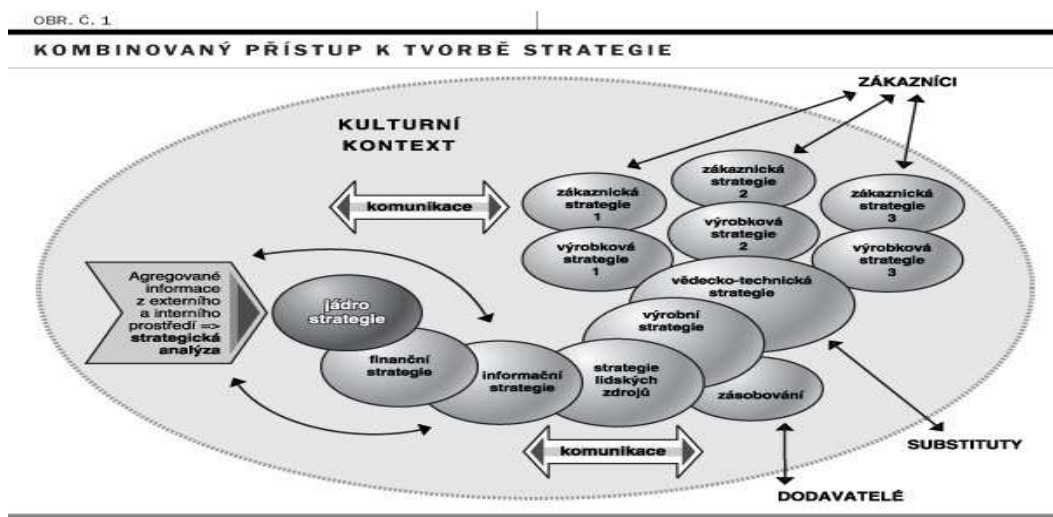 OBR. Č. 1
KOMBINOVANÝ PŘÍSTUP K TVORBĚ STRATEGIE
ZÁKAZNÍCI
KULTURNÍ
KONTEXT
komunikace
zákaznická
strategie
1
zákaznická
strategie
2
zákaznická
strategie
3
výrobková
strategie
1
výrobková
strategie
2
výrobková
strategie
3
Agregované
informace
z externího
a interního
prostředí =>
strategická
analýza
jádro
strategie
finanční
strategie
informační
strategie
strategie
lidských
zdrojů
výrobní
strategie
vědecko-technická
strategie
zásobování
komunikace
SUBSTITUTY
DODAVATELÉ